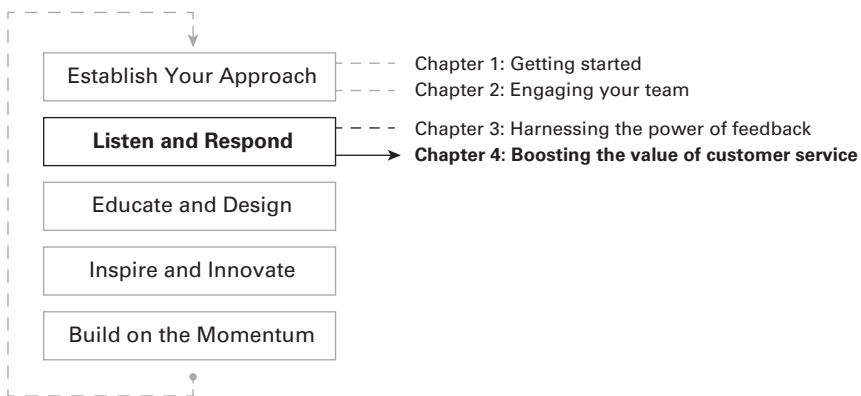 Establish Your Approach
Chapter 1: Getting started
Chapter 2: Engaging your team
Listen and Respond
Chapter 3: Harnessing the power of feedback
Chapter 4: Boosting the value of customer service
Educate and Design
Inspire and Innovate
Build on the Momentum